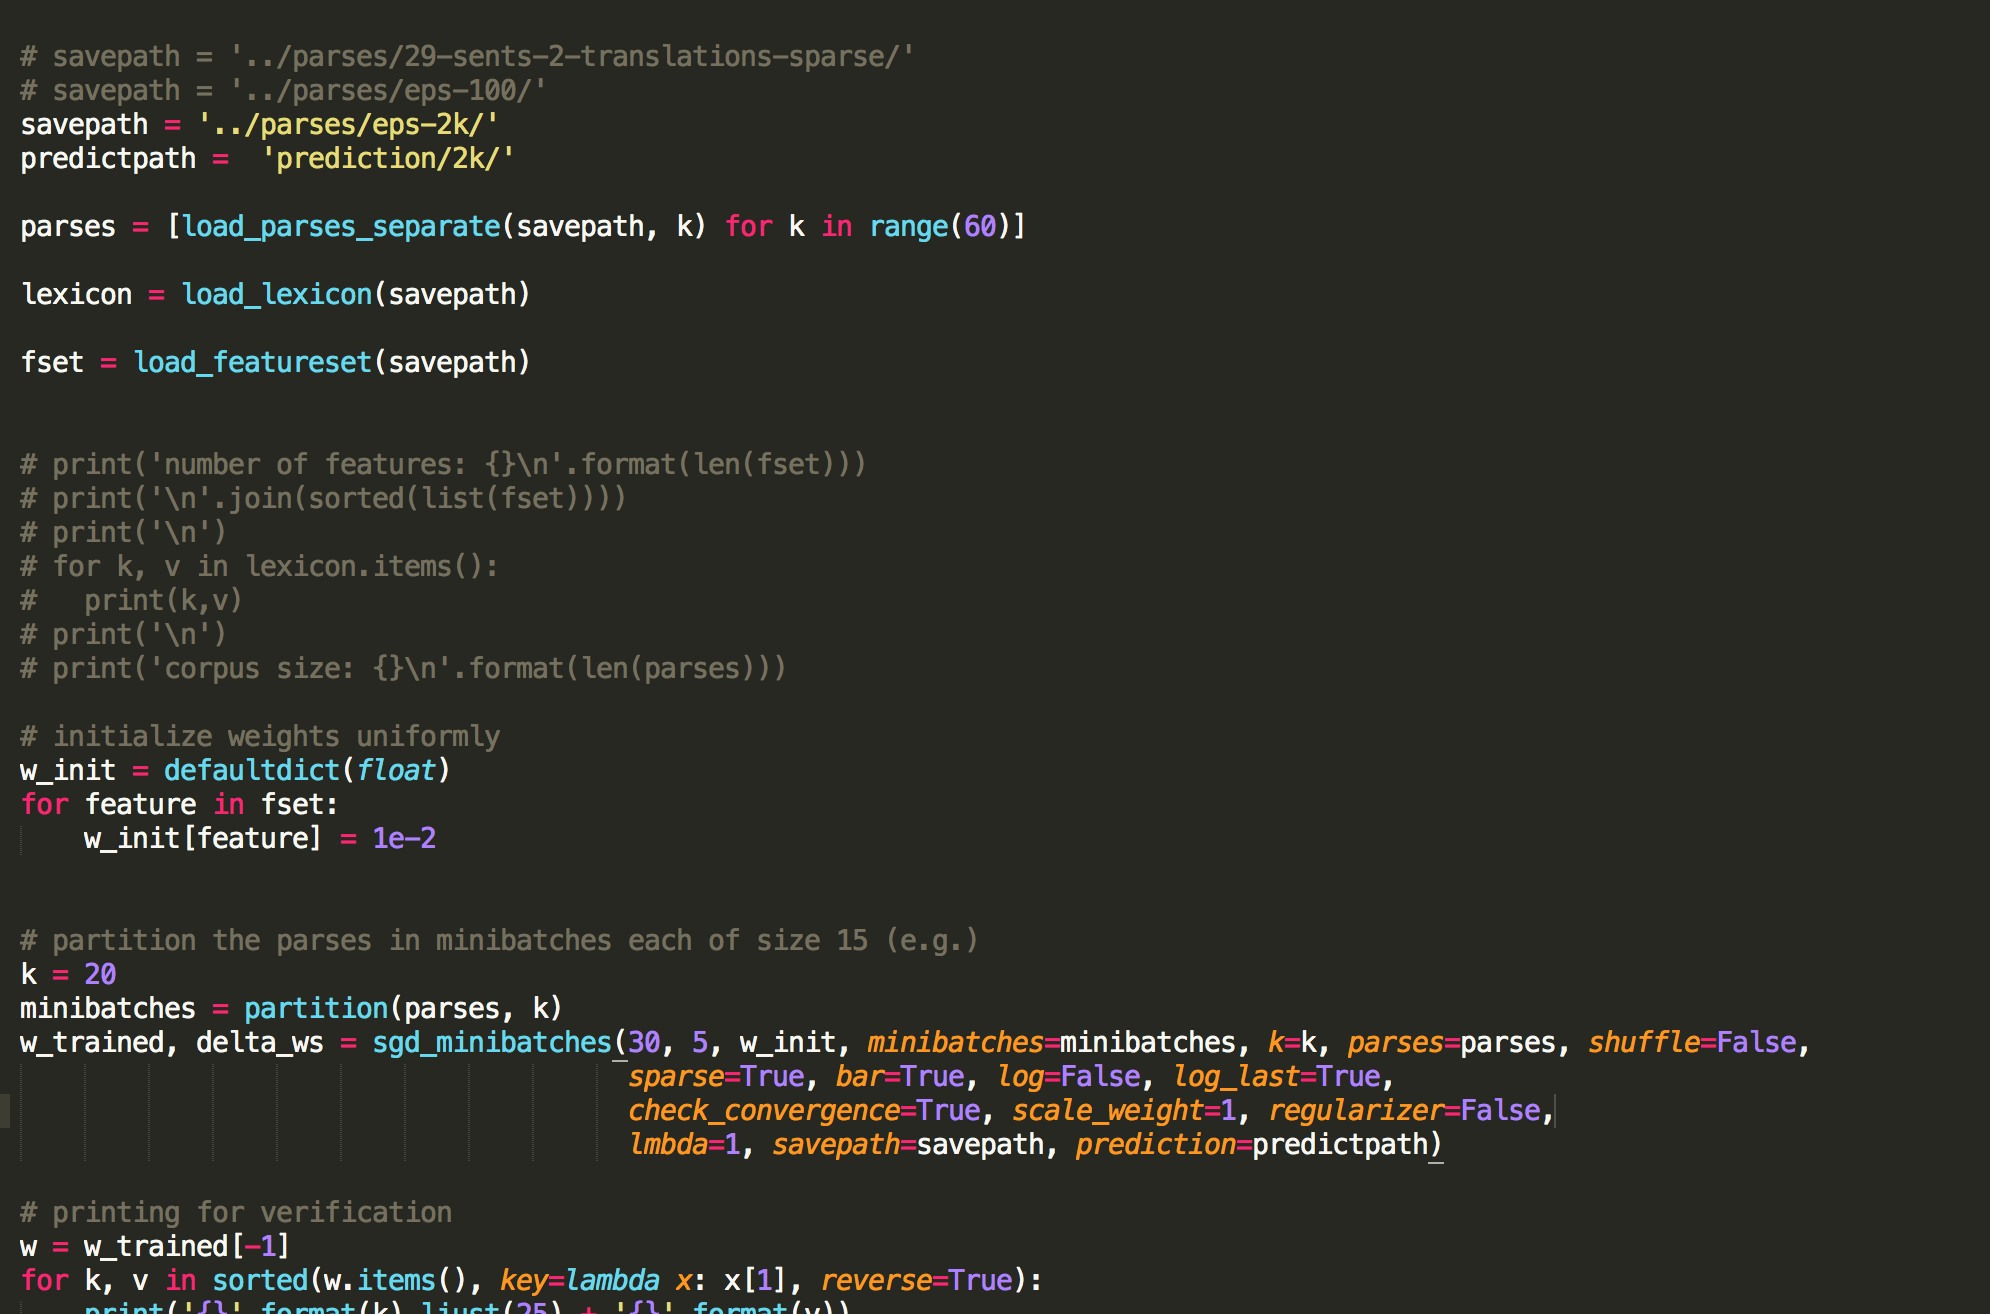 # savepath = '../parses/29-sents-2-translations-sparse/'
# savepath = '../parses/eps-100/'
savepath = '../parses/eps-2k/'
predictpath =  'prediction/2k/'
parses = [load_parses_separate(savepath, k) for k in range(60)]
lexicon = load_lexicon(savepath)
fset = load_featureset(savepath)
# print('number of features: {}\n'.format(len(fset)))
# print('\n'.join(sorted(list(fset))))
# print('\n')
# for k, v in lexicon.items():
#   print(k,v)
# print('\n')
# print('corpus size: {}\n'.format(len(parses)))
# initialize weights uniformly
w_init = defaultdict(float)
for feature in fset:
    w_init[feature] = 1e-2
# partition the parses in minibatches each of size 15 (e.g.)
k = 20
minibatches = partition(parses, k)
w_trained, delta_ws = sgd_minibatches(30, 5, w_init, minibatches=minibatches, k=k, parses=parses, shuffle=False,
                                      sparse=True, bar=True, log=False, log_last=True,
                                      check_convergence=True, scale_weight=1, regularizer=False,
                                      lmbda=1, savepath=savepath, prediction=predictpath)
# printing for verification
w = w_trained[-1]
for k, v in sorted(w.items(), key=lambda x: x[1], reverse=True):
    print('{}'.format(k).ljust(25) + '{}'.format(v))